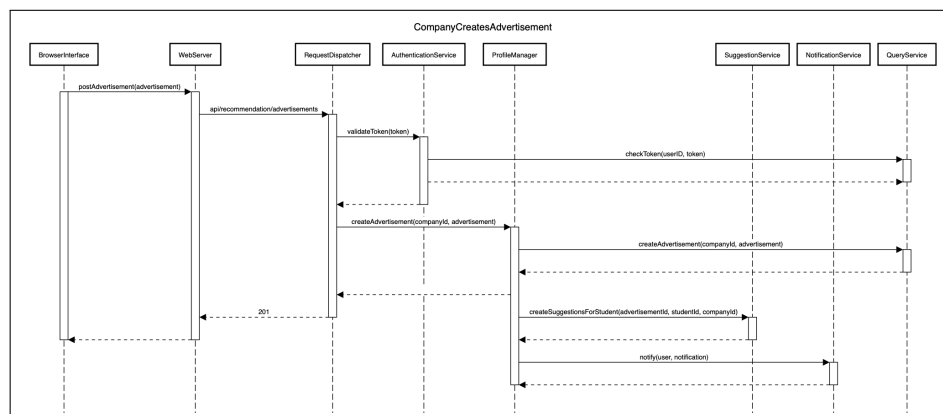 CompanyCreatesAdvertisement
BrowserInterface
WebServer
RequestDispatcher
AuthenticationService
ProfileManager
SuggestionService
NotificationService
QueryService
postAdvertisement(advertisement)
api/recommendation/advertisements
validateToken(token)
checkToken(userID, token)
createAdvertisement(companyId, advertisement)
createAdvertisement(companyId, advertisement)
201
createSuggestionsForStudent(advertisementId, studentId, companyId)
notify(user, notification)